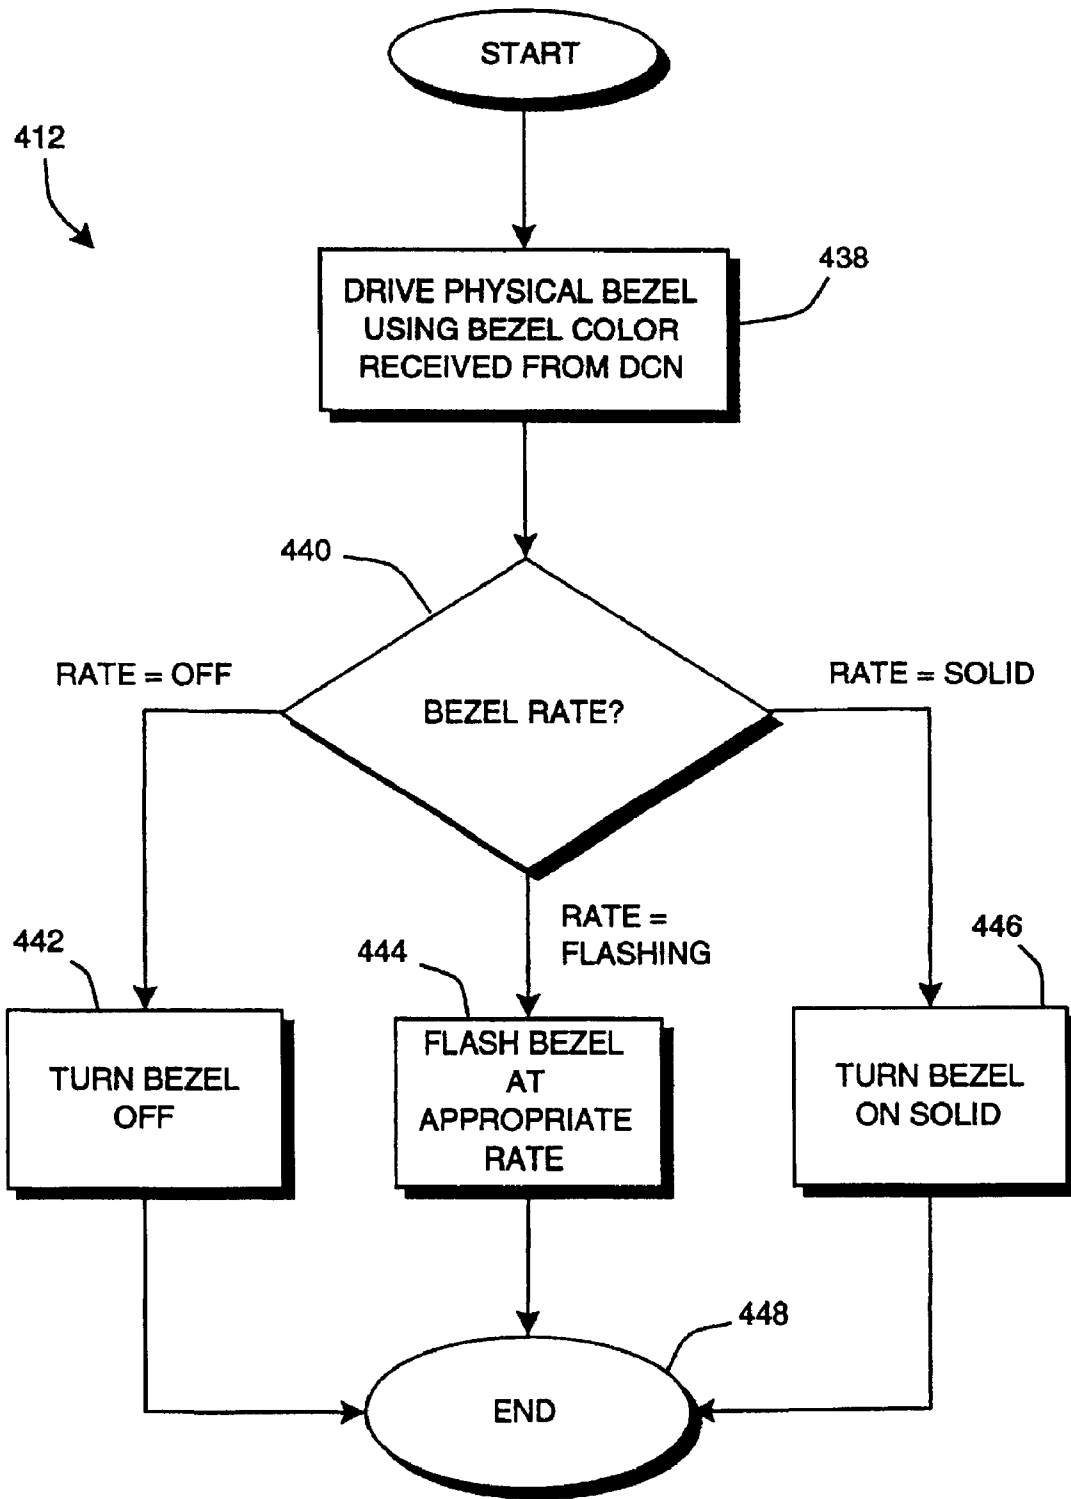 START
412
438
DRIVE PHYSICAL BEZEL
USING BEZEL COLOR
RECEIVED FROM DCN
440
RATE = OFF
RATE = SOLID
BEZEL RATE?
RATE =
FLASHING
442
444
446
TURN BEZEL
OFF
FLASH BEZEL
AT
APPROPRIATE
RATE
TURN BEZEL
ON SOLID
448
END